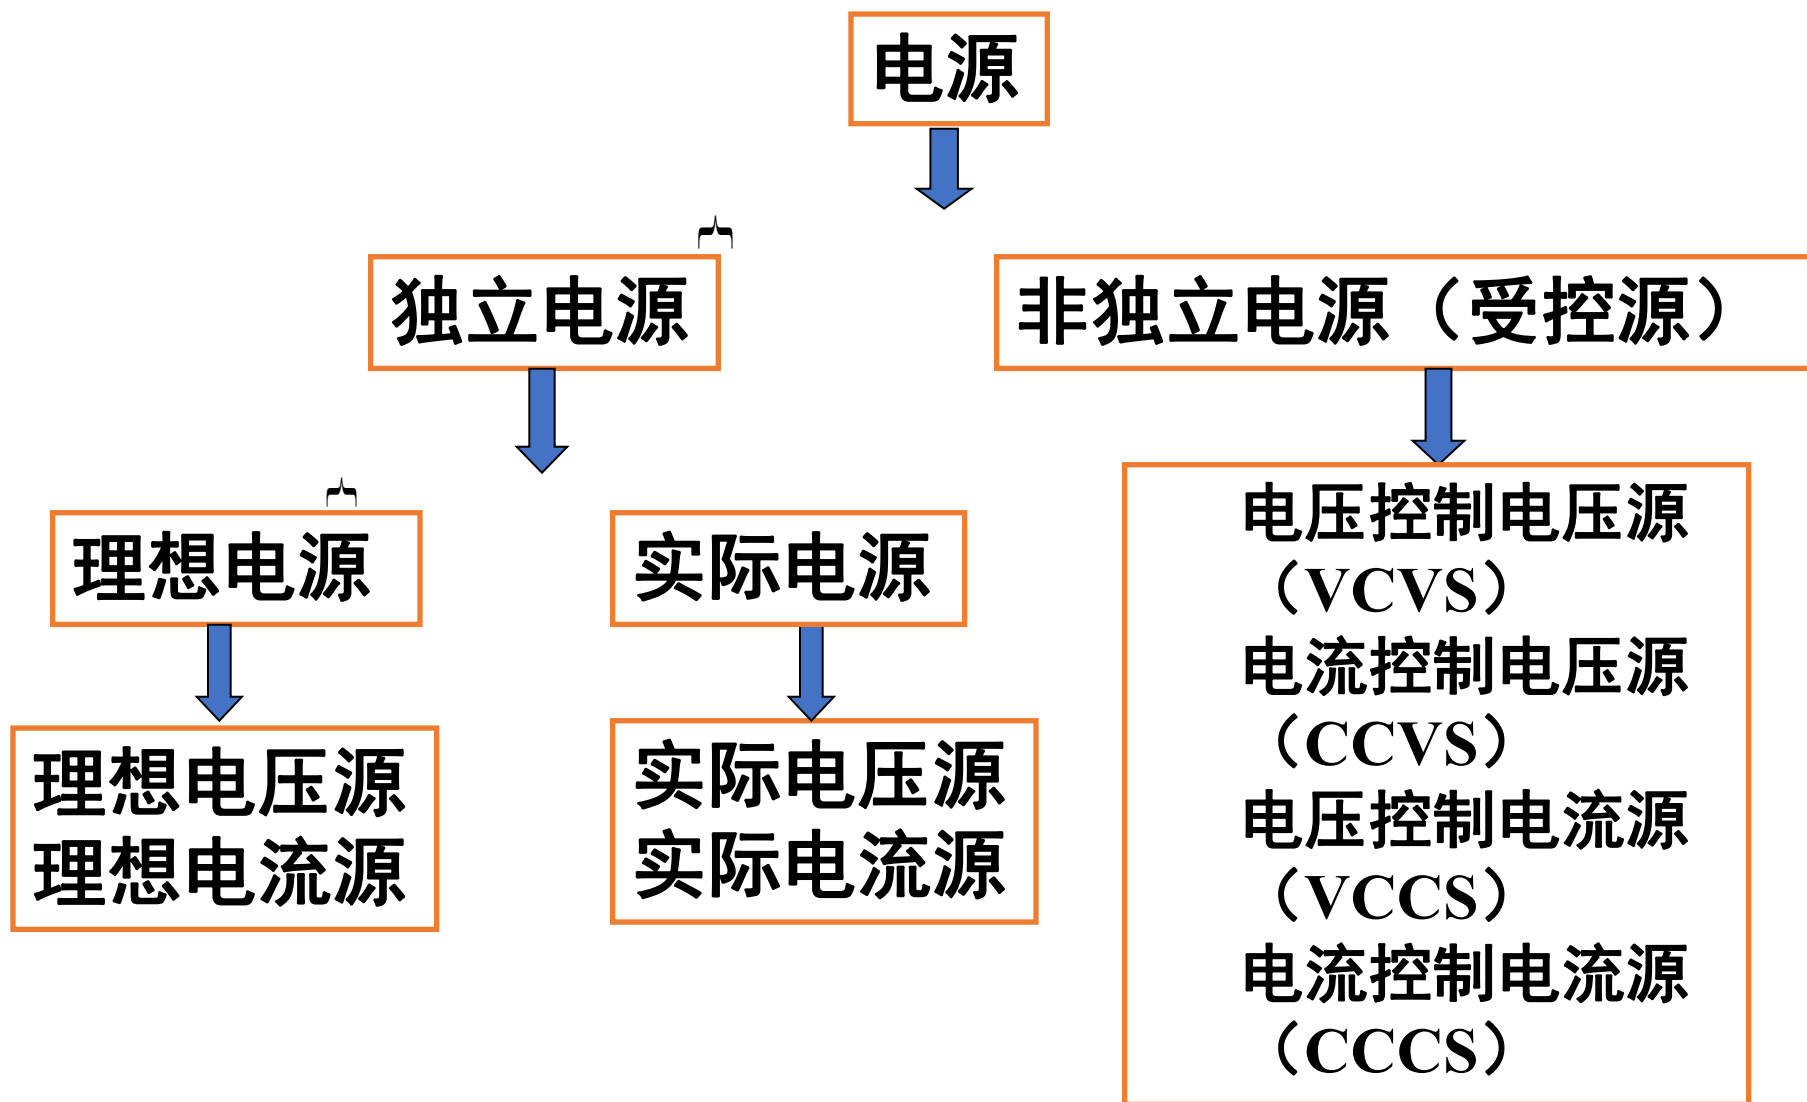 电源
独立电源
非独立电源（受控源）
理想电源
实际电源
理想电压源
理想电流源
实际电压源
实际电流源
电压控制电压源
（VCVS）
电流控制电压源
（CCVS）
电压控制电流源
（VCCS）
电流控制电流源
（CCCS）